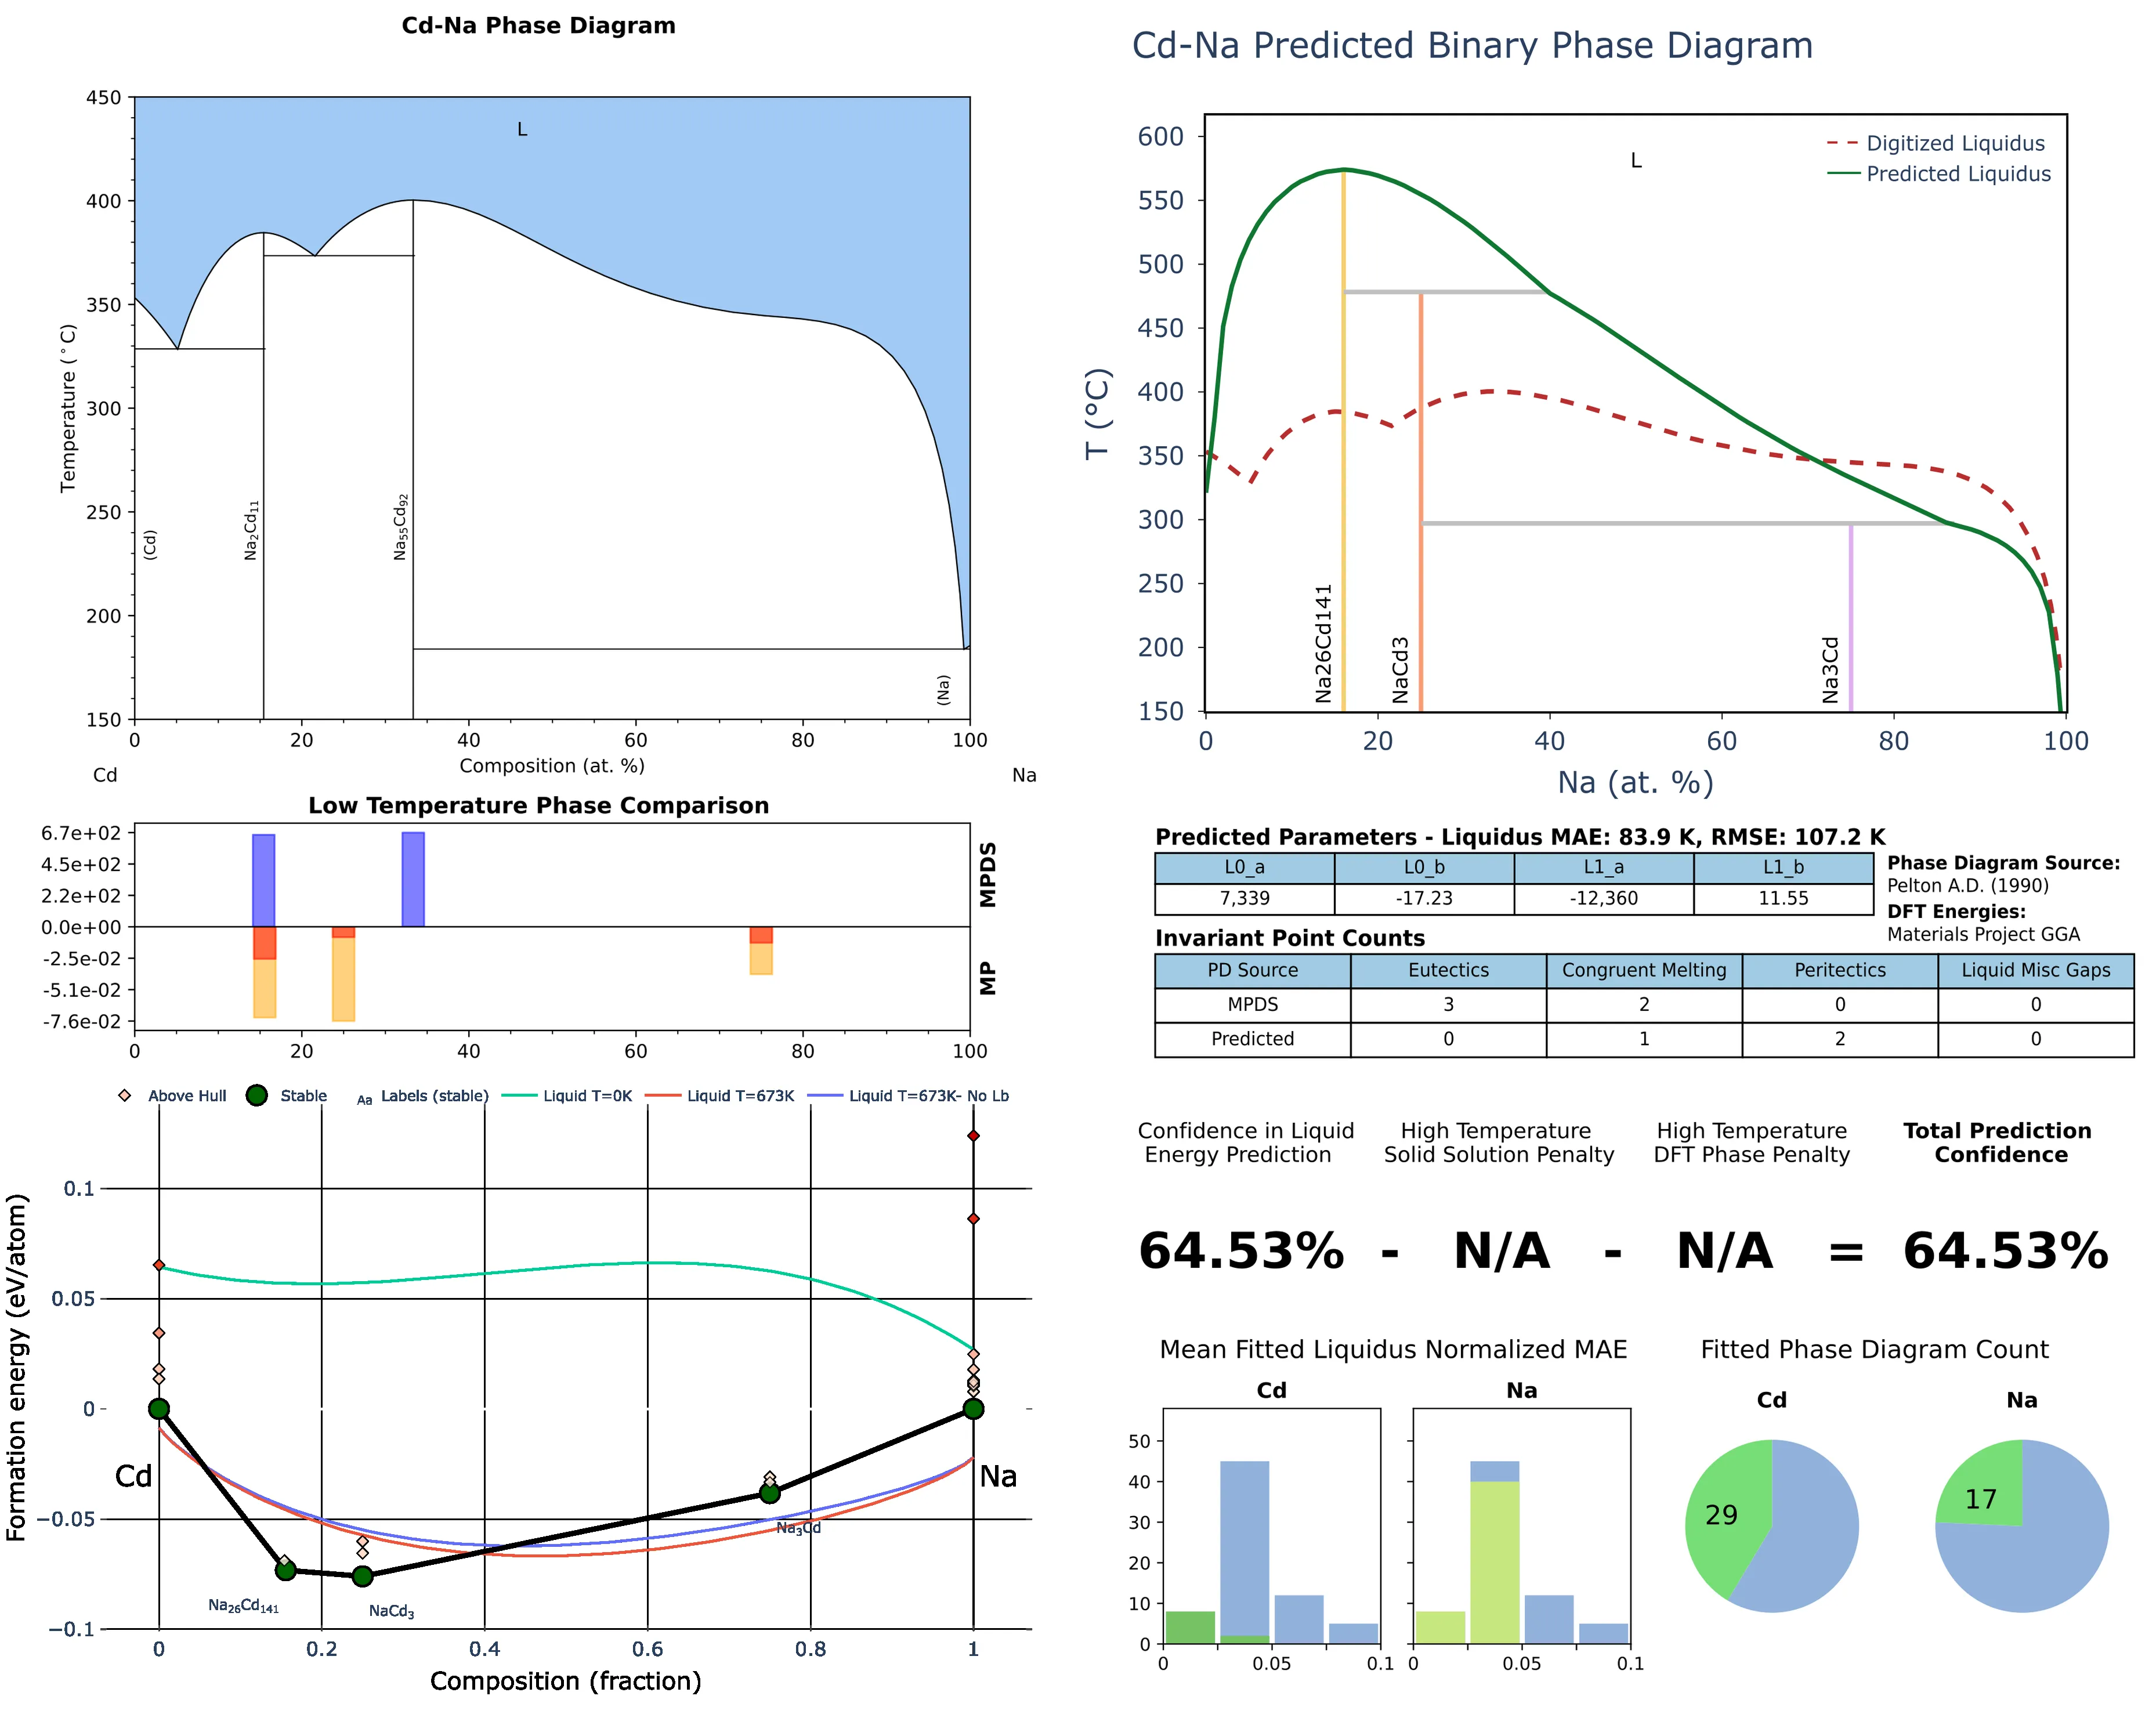 Cd-Na Phase Diagram
450
400
350
300
250
200
150
Temperature (°C)
L
(Cd)
Na2Cd11
Na55Cd92
(Na)
0 20 40 60 80 100
Composition (at. %)
Cd Na
Low Temperature Phase Comparison
6.7e+02
4.5e+02
2.2e+02
0.0e+00
-2.5e-02
-5.1e-02
-7.6e-02
MPDS
MP
0 20 40 60 80 100
Above Hull Stable Aa Labels (stable) Liquid T=0K Liquid T=673K Liquid T=673K- No Lb
0.1
0.05
0
−0.05
−0.1
Formation energy (eV/atom)
Cd Na
Na26Cd141
NaCd3
Na3Cd
0 0.2 0.4 0.6 0.8 1
Composition (fraction)
Cd-Na Predicted Binary Phase Diagram
600
550
500
450
400
350
300
250
200
150
T (°C)
L
Digitized Liquidus
Predicted Liquidus
Na26Cd141
NaCd3
Na3Cd
0 20 40 60 80 100
Na (at. %)
Predicted Parameters - Liquidus MAE: 83.9 K, RMSE: 107.2 K
L0_a L0_b L1_a L1_b
7,339 -17.23 -12,360 11.55
Phase Diagram Source:
Pelton A.D. (1990)
DFT Energies:
Materials Project GGA
Invariant Point Counts
PD Source Eutectics Congruent Melting Peritectics Liquid Misc Gaps
MPDS 3 2 0 0
Predicted 0 1 2 0
Confidence in Liquid
Energy Prediction
High Temperature
Solid Solution Penalty
High Temperature
DFT Phase Penalty
Total Prediction
Confidence
64.53% - N/A - N/A = 64.53%
Mean Fitted Liquidus Normalized MAE
Cd Na
50
40
30
20
10
0
0 0.05 0.1 0 0.05 0.1
Fitted Phase Diagram Count
Cd Na
29 17